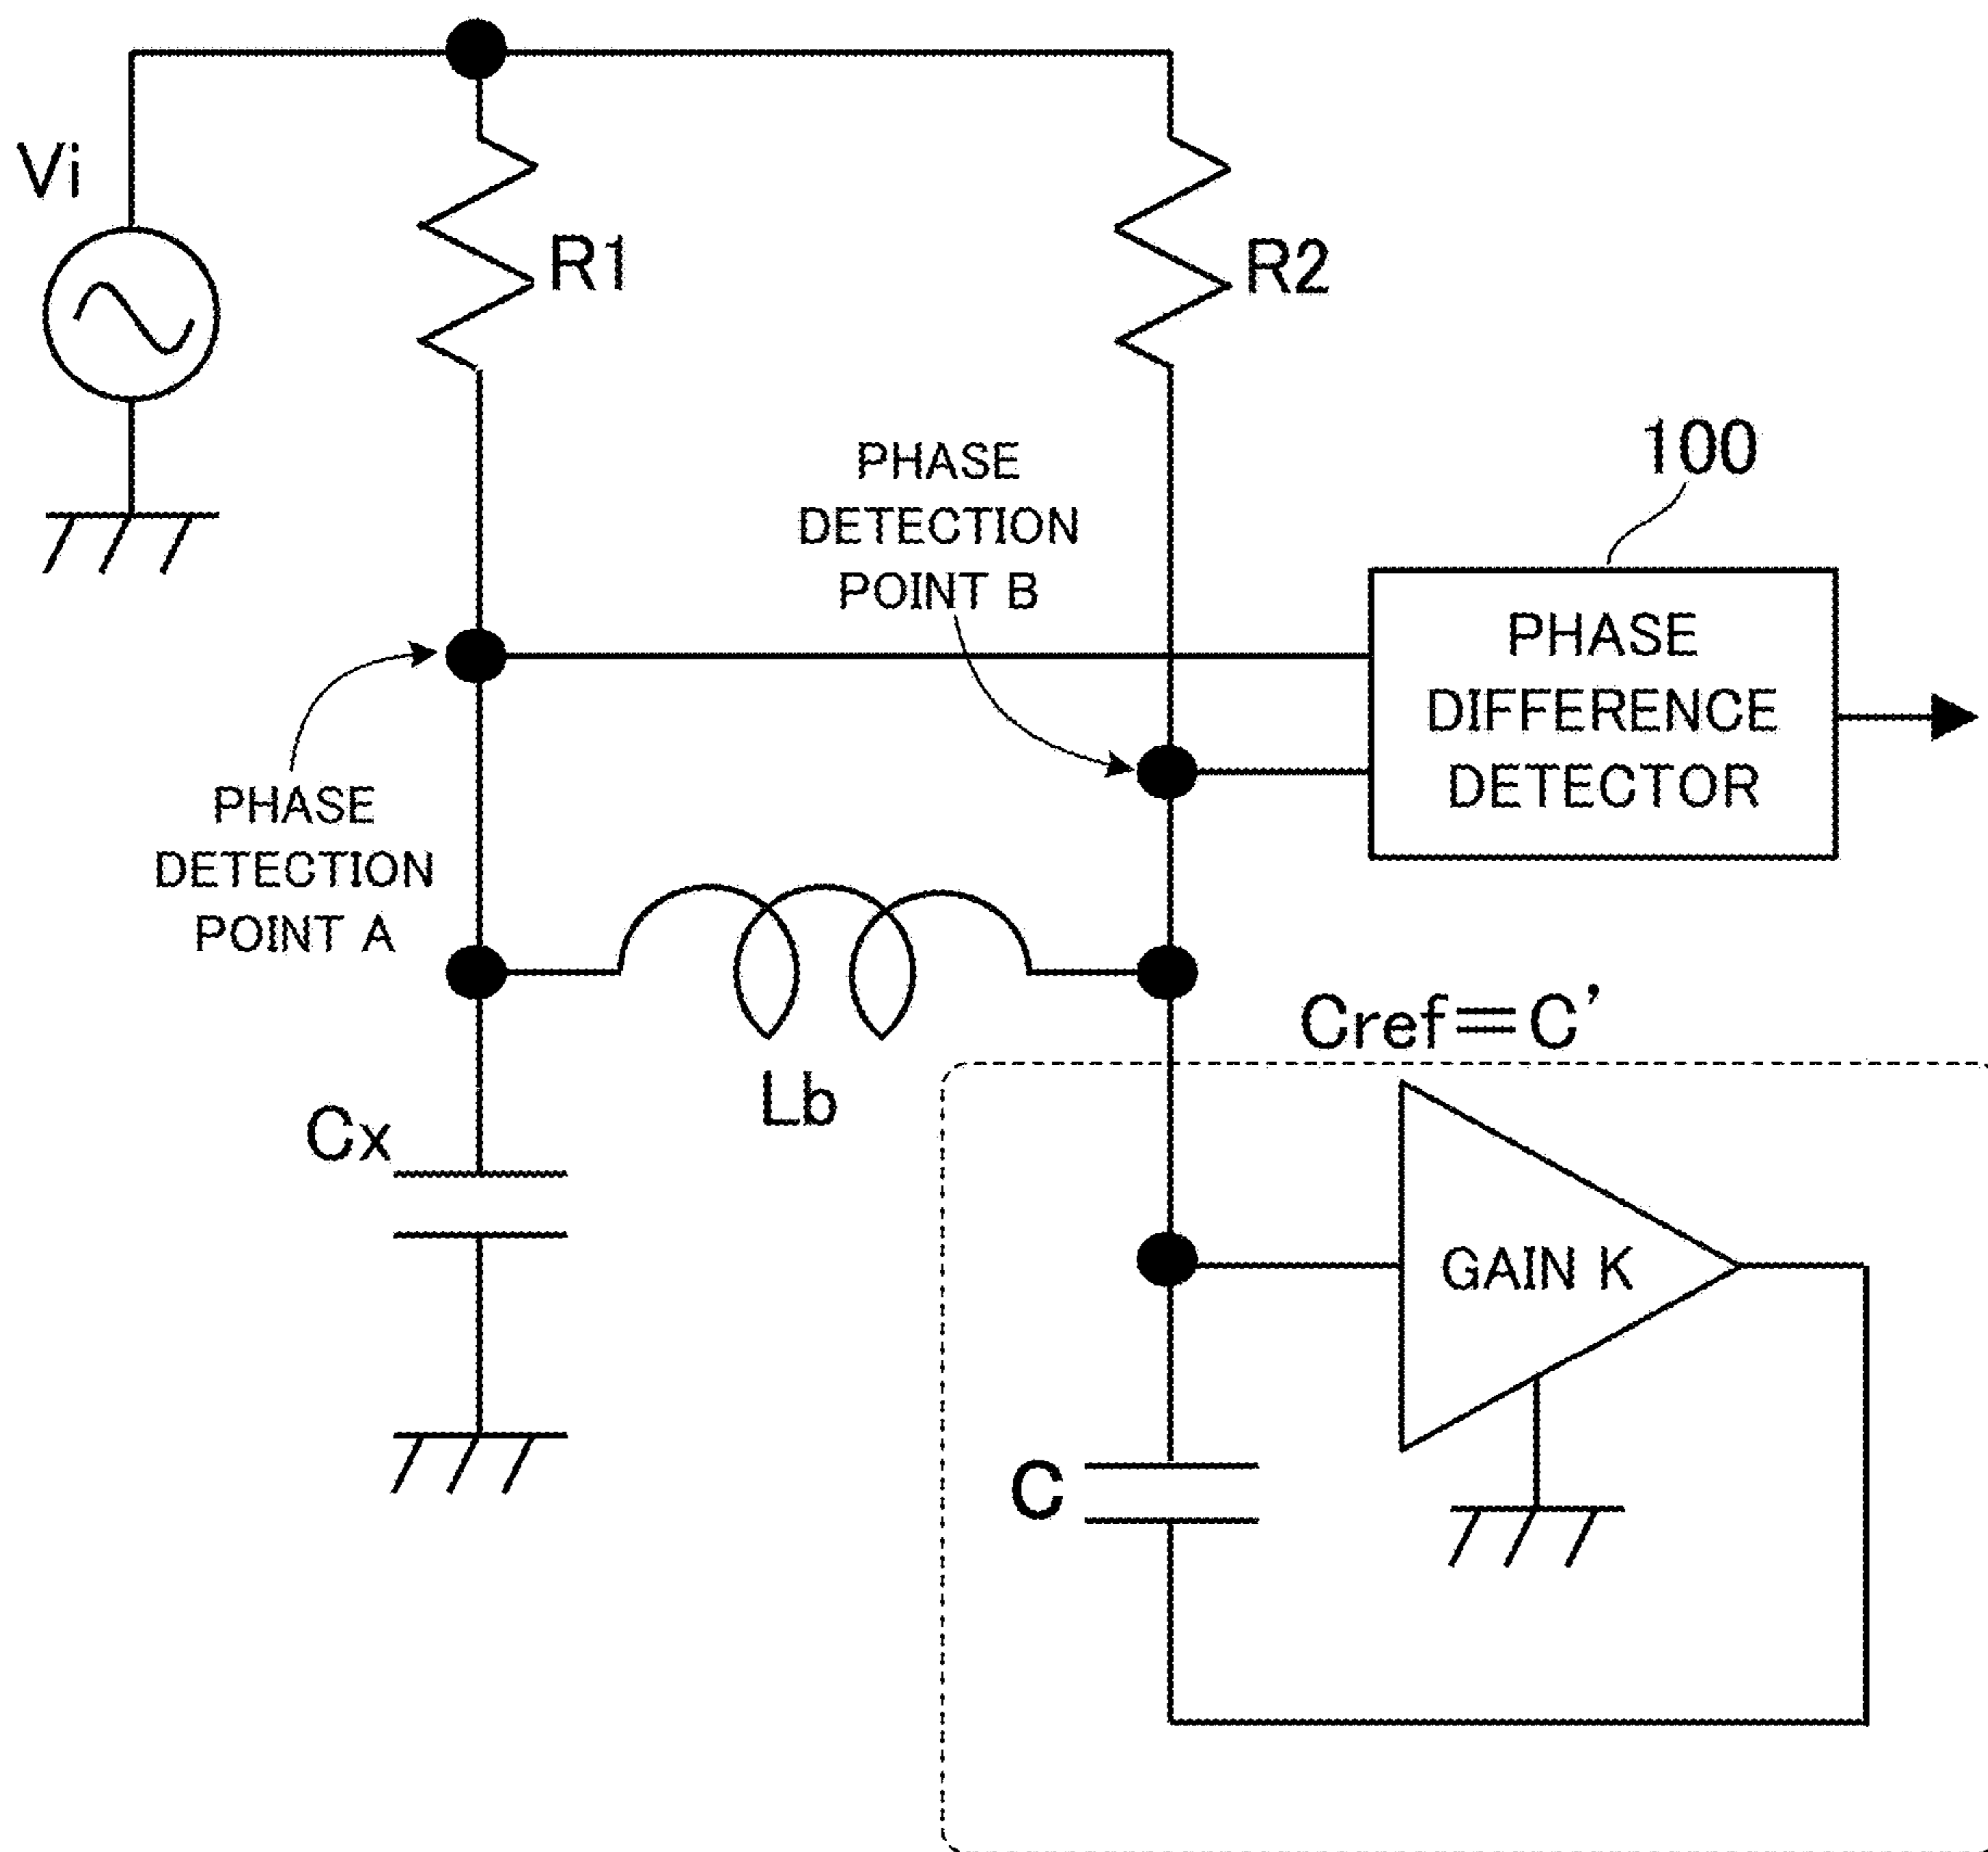 Vi
R1
R2
100
PHASE
DETECTION
POINT B
PHASE
DIFFERENCE
DETECTOR
PHASE
DETECTION
POINT A
Lb
Cref=C'
Cx
GAIN K
C